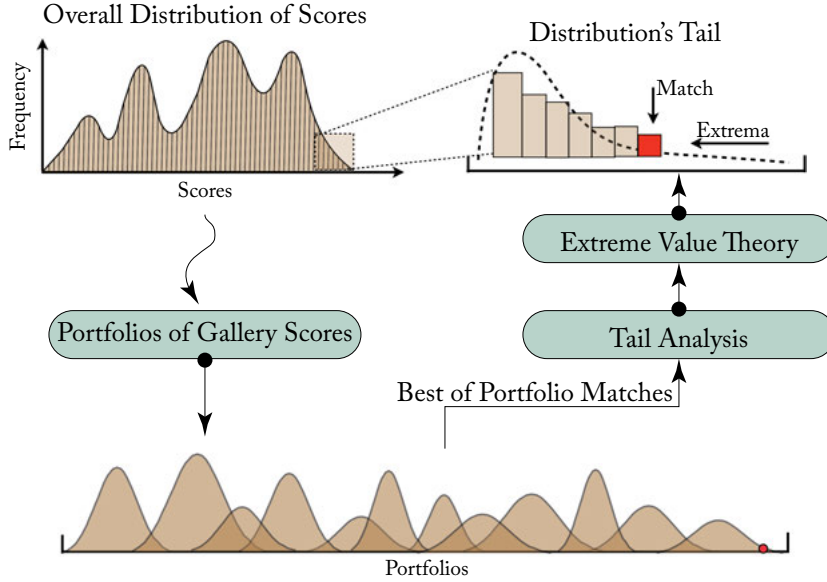 Overall Distribution of Scores
Frequency
Scores
Distribution's Tail
Match
Extrema
Extreme Value Theory
Portfolios of Gallery Scores
Tail Analysis
Best of Portfolio Matches
Portfolios